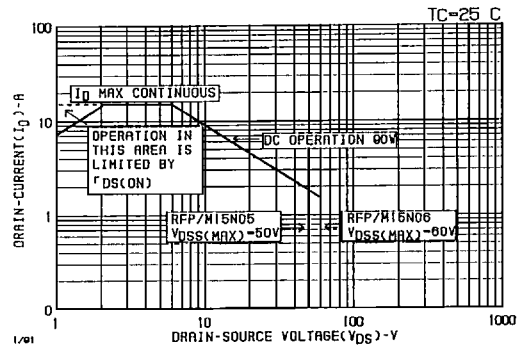 TC=25 C
100
ID MAX CONTINUOUS
10
OPERATION IN
THIS AREA IS
LIMITED BY
rDS(ON)
DC OPERATION 90W
DRAIN-CURRENT(ID)-A
1
RFP/M15N05
VDSS(MAX)=50V
RFP/M15N06
VDSS(MAX)=60V
0
1
10
100
1000
DRAIN-SOURCE VOLTAGE(VDS)-V
1/91